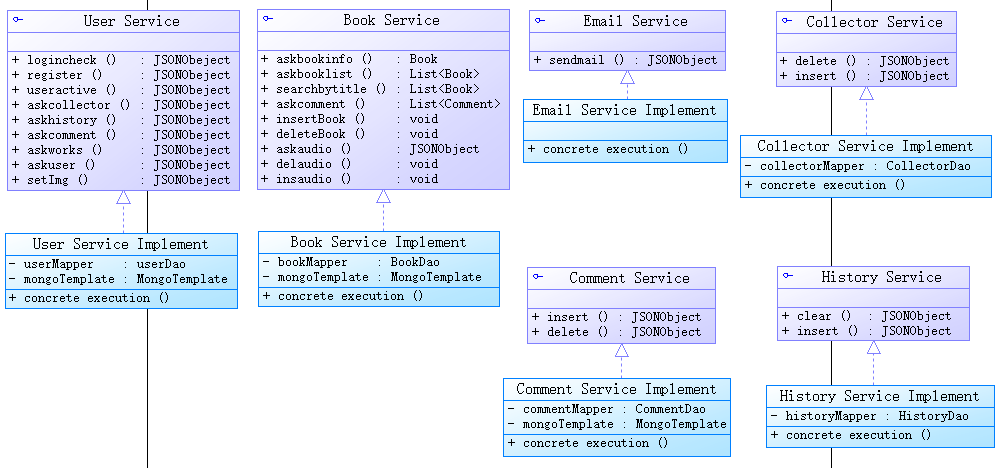 User Service
+ logincheck () : JSONObeject
+ register () : JSONObeject
+ useractive () : JSONObeject
+ askcollector () : JSONObeject
+ askhistory () : JSONObeject
+ askcomment () : JSONObeject
+ askworks () : JSONObeject
+ askuser () : JSONObeject
+ setImg () : JSONObeject
User Service Implement
- userMapper : userDao
- mongoTemplate : MongoTemplate
+ concrete execution ()
Book Service
+ askbookinfo () : Book
+ askbooklist () : List<Book>
+ searchbytitle () : List<Book>
+ askcomment () : List<Comment>
+ insertBook () : void
+ deleteBook () : void
+ askaudio () : JSONObject
+ delaudio () : void
+ insaudio () : void
Book Service Implement
- bookMapper : BookDao
- mongoTemplate : MongoTemplate
+ concrete execution ()
Email Service
+ sendmail () : JSONObject
Email Service Implement
+ concrete execution ()
Collector Service
+ delete () : JSONObject
+ insert () : JSONObject
Collector Service Implement
- collectorMapper : CollectorDao
+ concrete execution ()
Comment Service
+ insert () : JSONObject
+ delete () : JSONObject
Comment Service Implement
- commentMapper : CommentDao
- mongoTemplate : MongoTemplate
+ concrete execution ()
History Service
+ clear () : JSONObject
+ insert () : JSONObject
History Service Implement
- historyMapper : HistoryDao
+ concrete execution ()